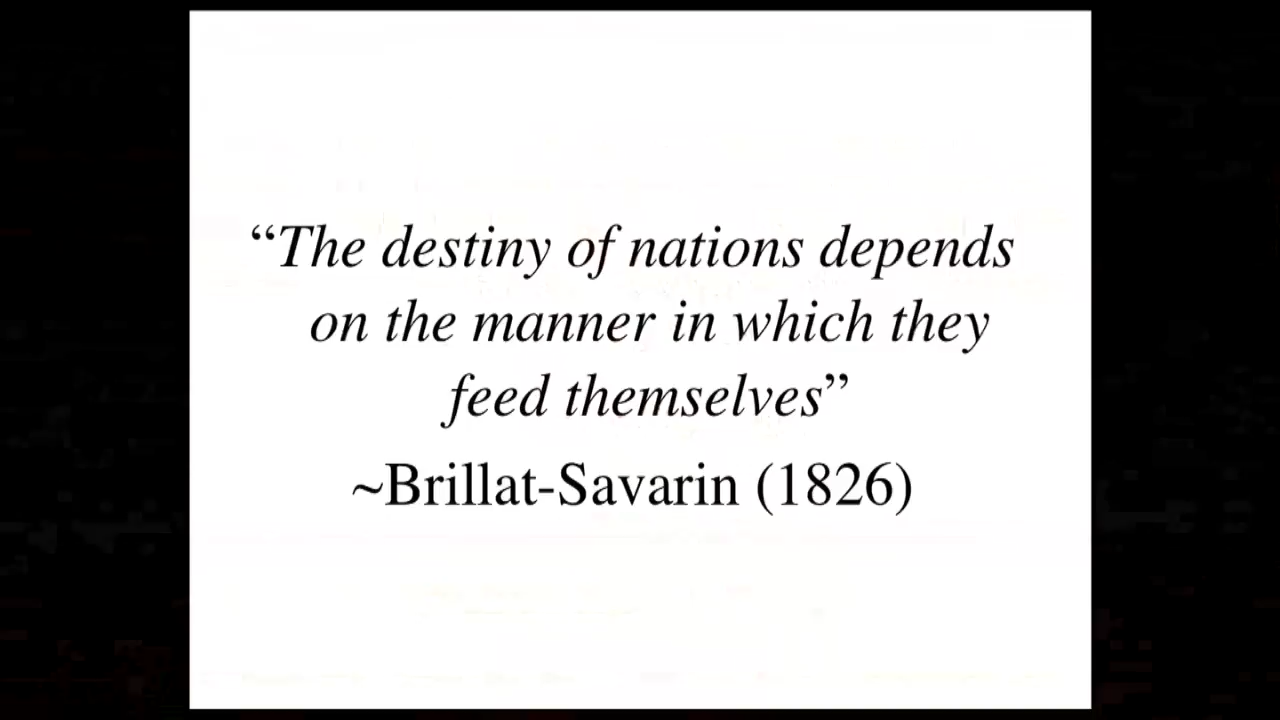 “The destiny of nations depends
on the manner in which they
feed themselves”
~Brillat-Savarin (1826)